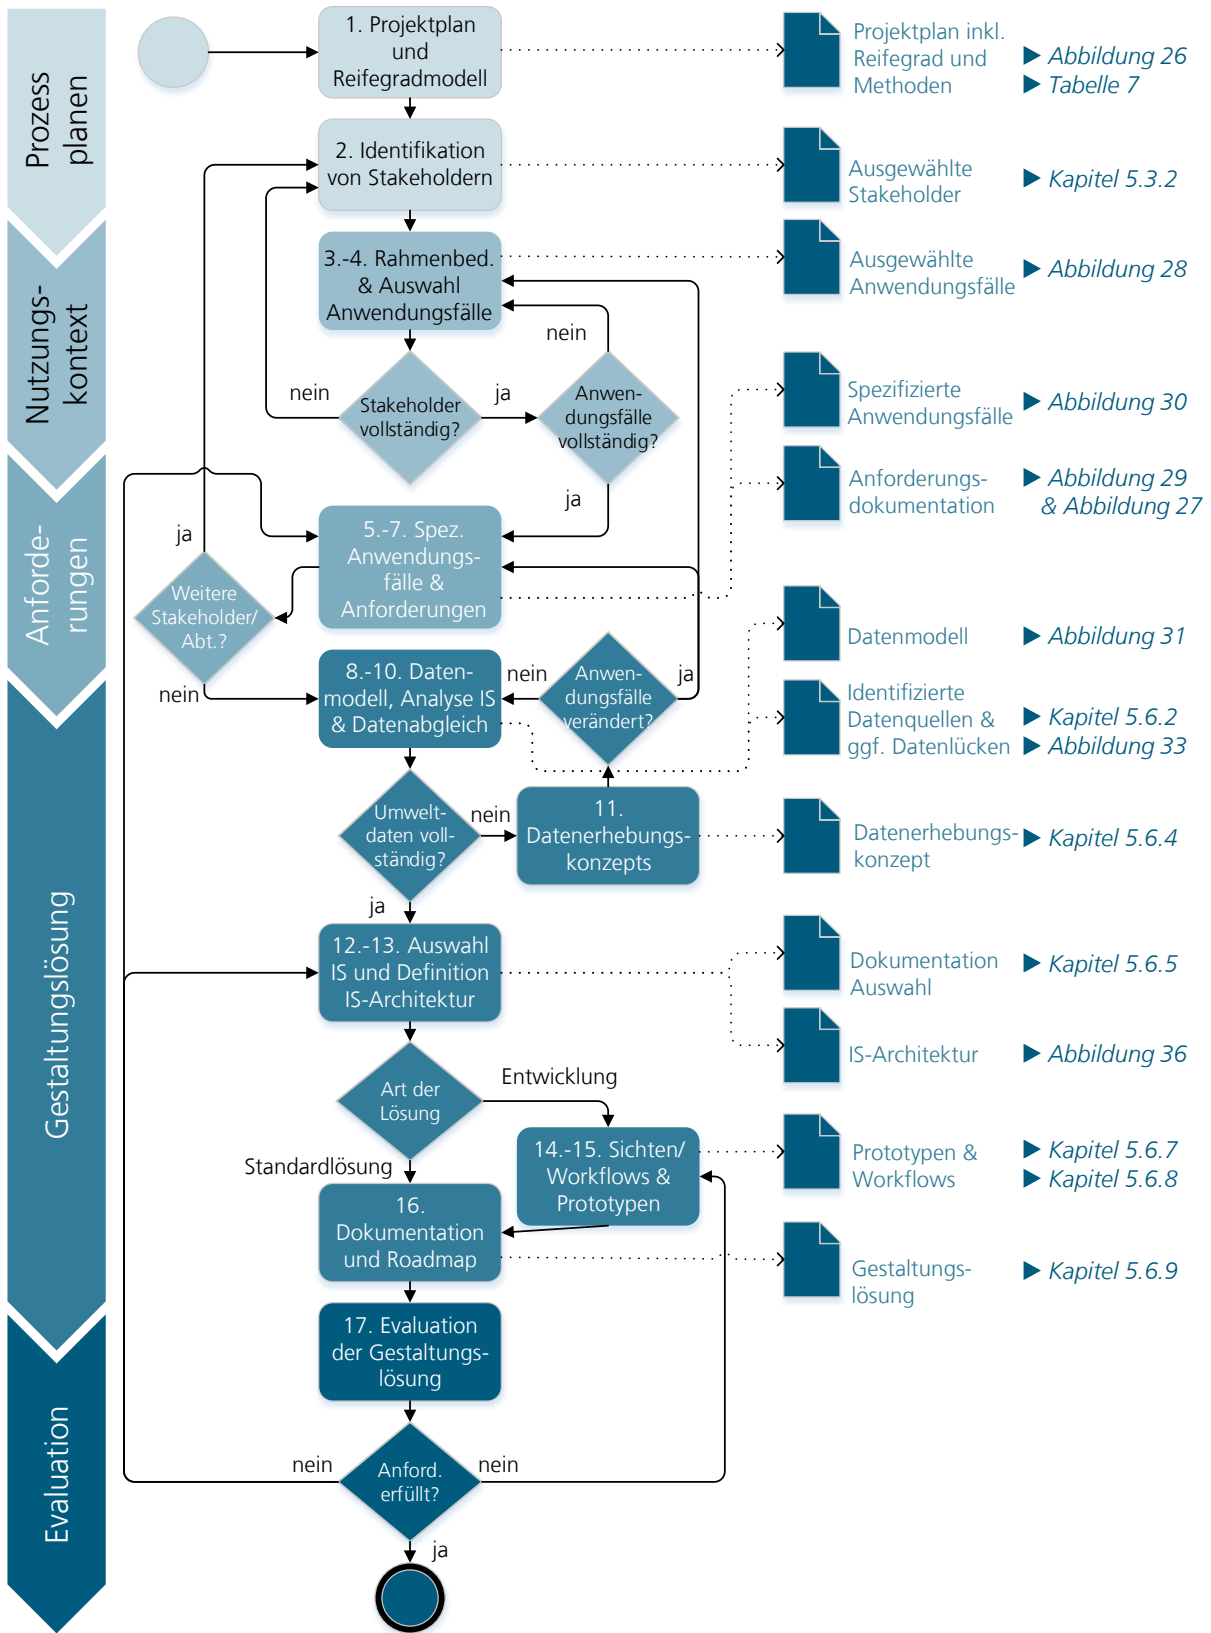 Prozess
planen
Nutzungs-
kontext
Anforde-
rungen
Gestaltungslösung
Evaluation
1. Projektplan
und
Reifegradmodell
Projektplan inkl.
Reifegrad und
Methoden
► Abbildung 26
► Tabelle 7
2. Identifikation
von Stakeholdern
Ausgewählte
Stakeholder
► Kapitel 5.3.2
3.-4. Rahmenbed.
& Auswahl
Anwendungsfälle
Ausgewählte
Anwendungsfälle
► Abbildung 28
nein
nein
ja
Stakeholder
vollständig?
Anwen-
dungsfälle
vollständig?
Spezifizierte
Anwendungsfälle
► Abbildung 30
ja
Anforderungs-
dokumentation
► Abbildung 29
& Abbildung 27
ja
5.-7. Spez.
Anwendungs-
fälle &
Anforderungen
Weitere
Stakeholder/
Abt.?
nein
Datenmodell
► Abbildung 31
8.-10. Daten-
modell, Analyse IS
& Datenabgleich
nein
Anwen-
dungsfälle
verändert?
ja
Identifizierte
Datenquellen &
ggf. Datenlücken
► Kapitel 5.6.2
► Abbildung 33
Umwelt-
daten voll-
ständig?
nein
11.
Datenerhebungs-
konzepts
Datenerhebungs-
konzept
► Kapitel 5.6.4
ja
12.-13. Auswahl
IS und Definition
IS-Architektur
Dokumentation
Auswahl
► Kapitel 5.6.5
IS-Architektur
► Abbildung 36
Art der
Lösung
Entwicklung
Standardlösung
14.-15. Sichten/
Workflows &
Prototypen
Prototypen &
Workflows
► Kapitel 5.6.7
► Kapitel 5.6.8
16.
Dokumentation
und Roadmap
Gestaltungs-
lösung
► Kapitel 5.6.9
17. Evaluation
der Gestaltungs-
lösung
nein
Anford.
erfüllt?
nein
ja